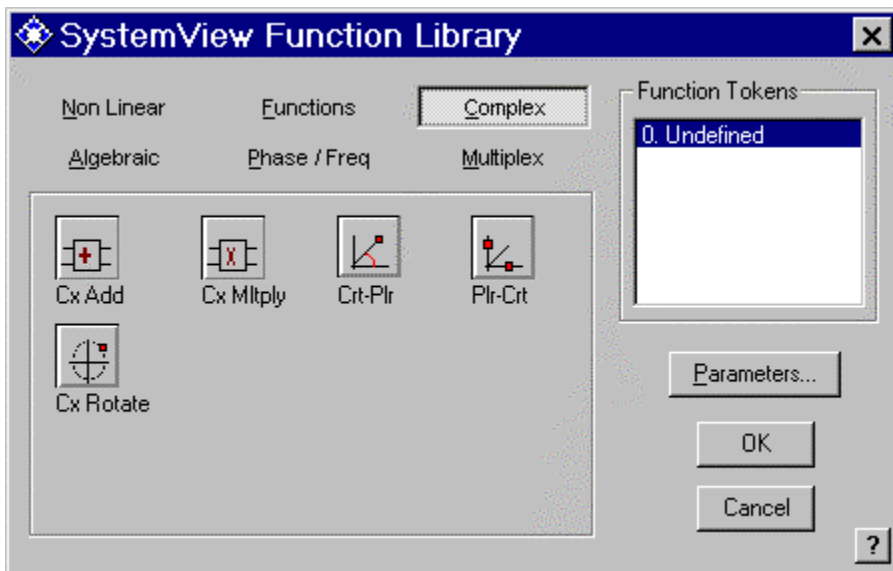 SystemView Function Library
Non Linear Functions Complex
Algebraic Phase / Freq Multiplex
Function Tokens
0. Undefined
Cx Add Cx Mltply Crt-Plr Plr-Crt
Cx Rotate
Parameters...
OK
Cancel
?